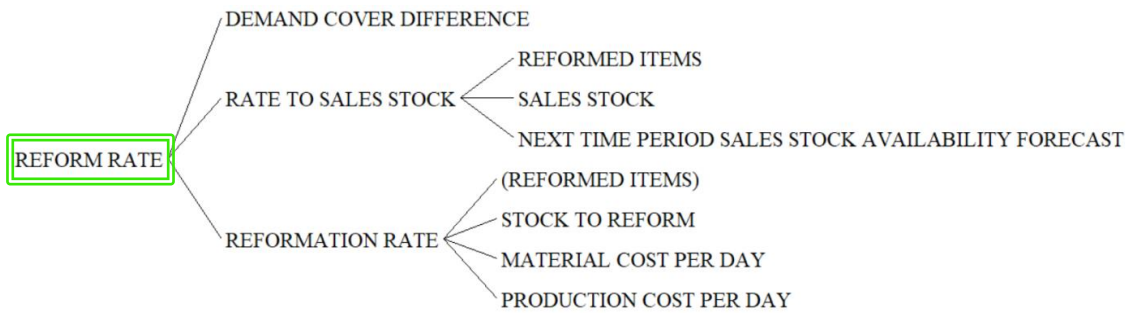 DEMAND COVER DIFFERENCE
REFORMED ITEMS
RATE TO SALES STOCK
SALES STOCK
NEXT TIME PERIOD SALES STOCK AVAILABILITY FORECAST
REFORM RATE
(REFORMED ITEMS)
STOCK TO REFORM
REFORMATION RATE
MATERIAL COST PER DAY
PRODUCTION COST PER DAY